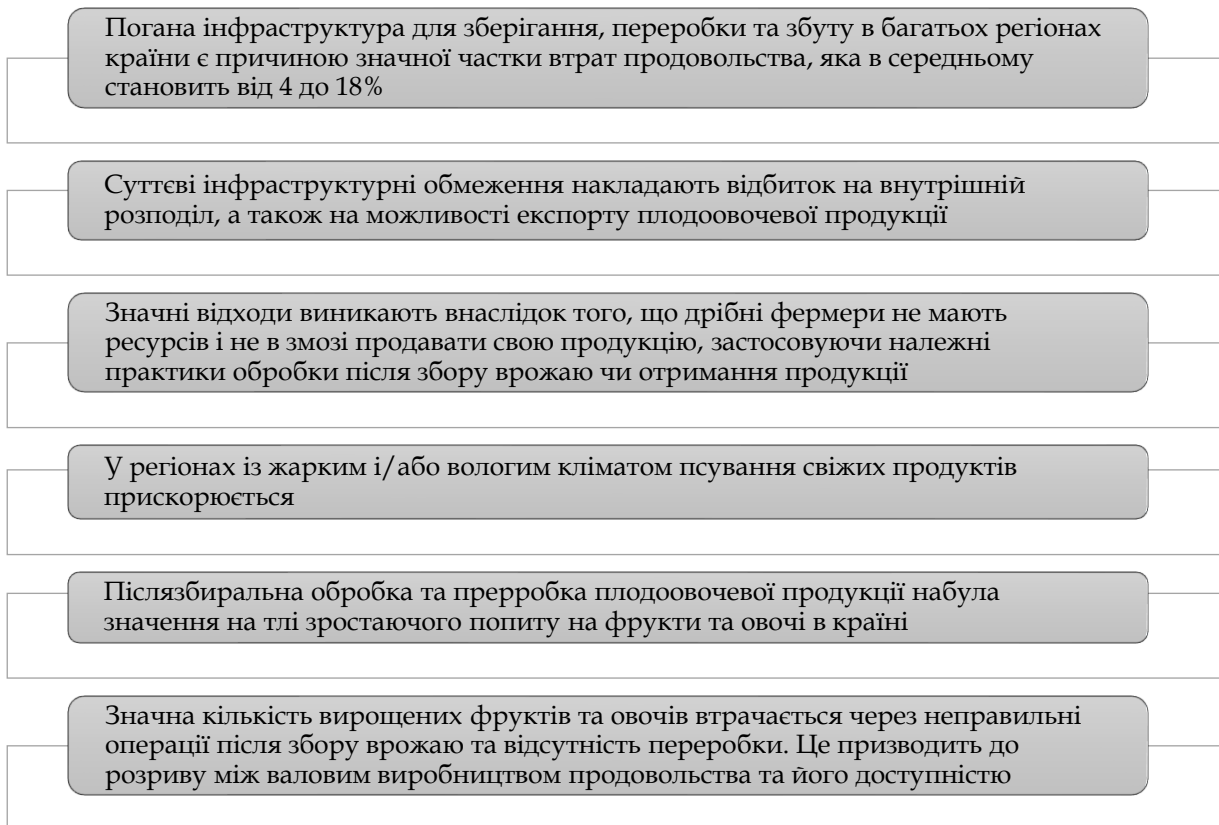 Погана інфраструктура для зберігання, переробки та збуту в багатьох регіонах
країни є причиною значної частки втрат продовольства, яка в середньому
становить від 4 до 18%
Суттєві інфраструктурні обмеження накладають відбиток на внутрішній
розподіл, а також на можливості експорту плодоовочевої продукції
Значні відходи виникають внаслідок того, що дрібні фермери не мають
ресурсів і не в змозі продавати свою продукцію, застосовуючи належні
практики обробки після збору врожаю чи отримання продукції
У регіонах із жарким і/або вологим кліматом псування свіжих продуктів
прискорюється
Післязбиральна обробка та прерробка плодоовочевої продукції набула
значення на тлі зростаючого попиту на фрукти та овочі в країні
Значна кількість вирощених фруктів та овочів втрачається через неправильні
операції після збору врожаю та відсутність переробки. Це призводить до
розриву між валовим виробництвом продовольства та його доступністю